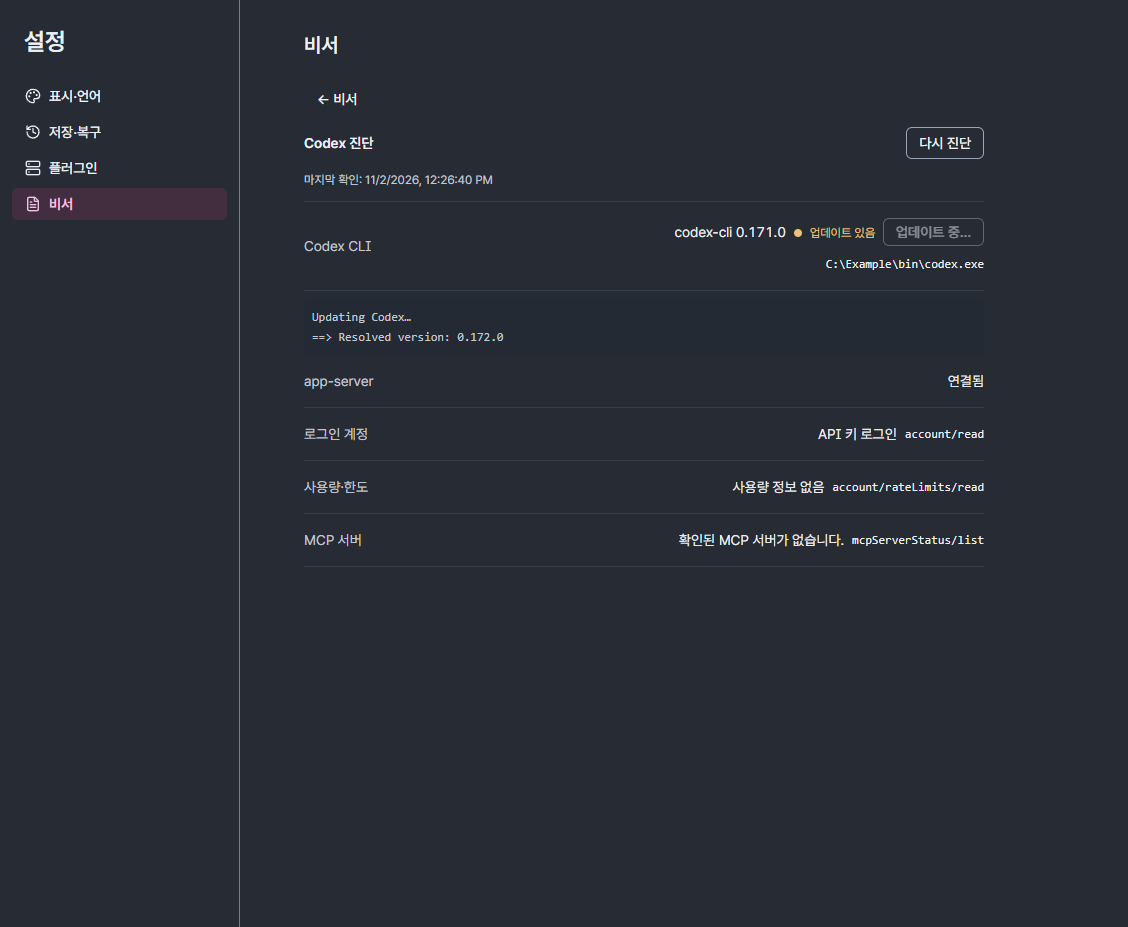 설정
표시·언어
저장·복구
플러그인
비서
비서
← 비서
Codex 진단
다시 진단
마지막 확인: 11/2/2026, 12:26:40 PM
Codex CLI
codex-cli 0.171.0 ● 업데이트 있음 업데이트 중...
C:\Example\bin\codex.exe
Updating Codex…
==> Resolved version: 0.172.0
app-server 연결됨
로그인 계정 API 키 로그인 account/read
사용량·한도 사용량 정보 없음 account/rateLimits/read
MCP 서버 확인된 MCP 서버가 없습니다. mcpServerStatus/list